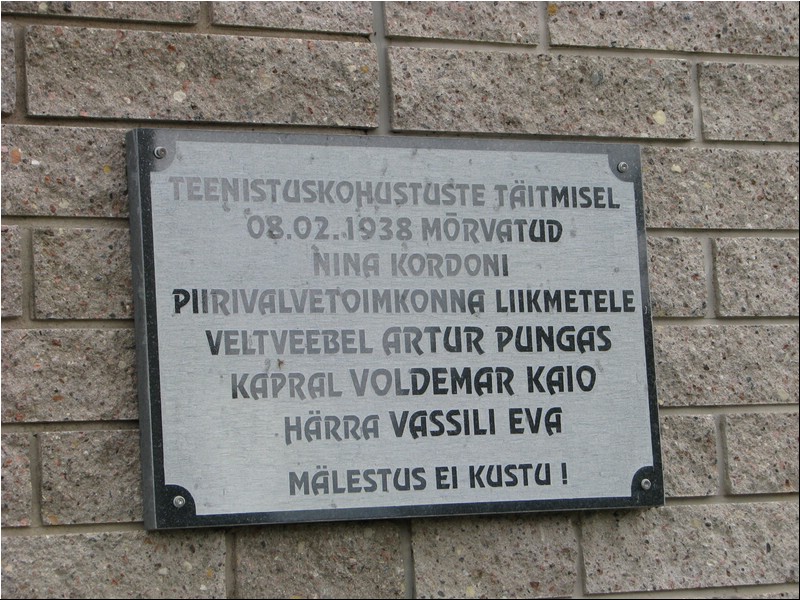 TEENISTUSKOHUSTUSTE TÄITMISEL
08.02.1938 MÕRVATUD
NINA KORDONI
PIIRIVALVETOIMKONNA LIIKMETELE
VELTVEEBEL ARTUR PUNGAS
KAPRAL VOLDEMAR KAIO
HÄRRA VASSILI EVA
MÄLESTUS EI KUSTU !